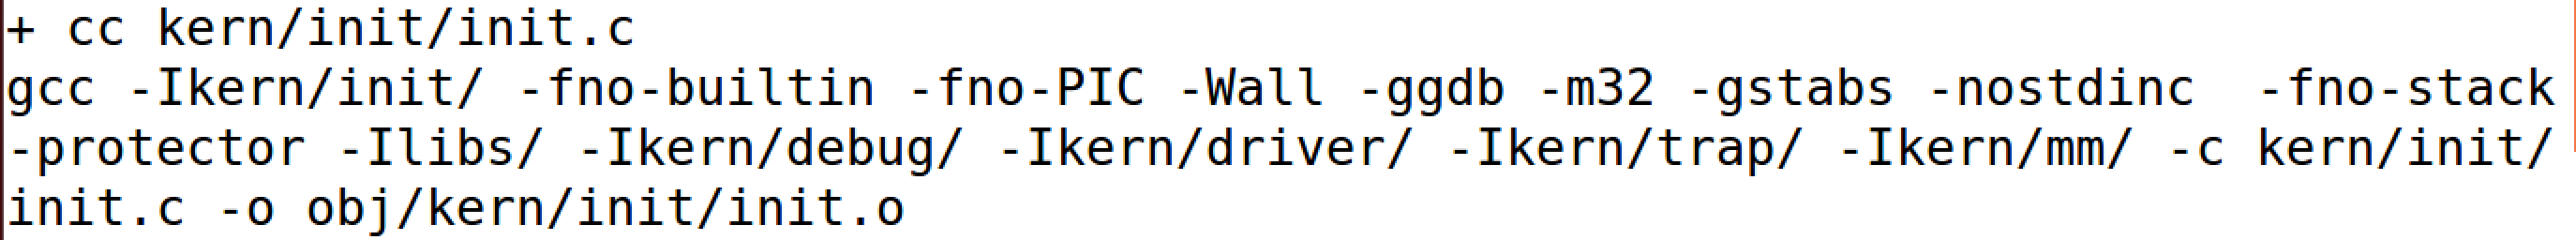 + cc kern/init/init.c
gcc -Ikern/init/ -fno-builtin -fno-PIC -Wall -ggdb -m32 -gstabs -nostdinc  -fno-stack
-protector -Ilibs/ -Ikern/debug/ -Ikern/driver/ -Ikern/trap/ -Ikern/mm/ -c kern/init/
init.c -o obj/kern/init/init.o